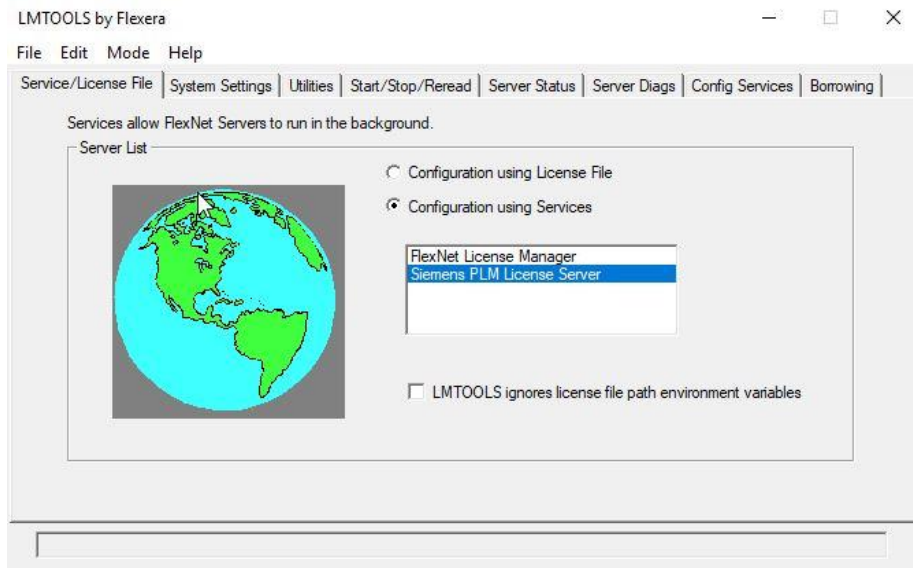 LMTOOLS by Flexera
File Edit Mode Help
Service/License File System Settings Utilities Start/Stop/Reread Server Status Server Diags Config Services Borrowing
Services allow FlexNet Servers to run in the background.
Server List
Configuration using License File
Configuration using Services
FlexNet License Manager
Siemens PLM License Server
LMTOOLS ignores license file path environment variables